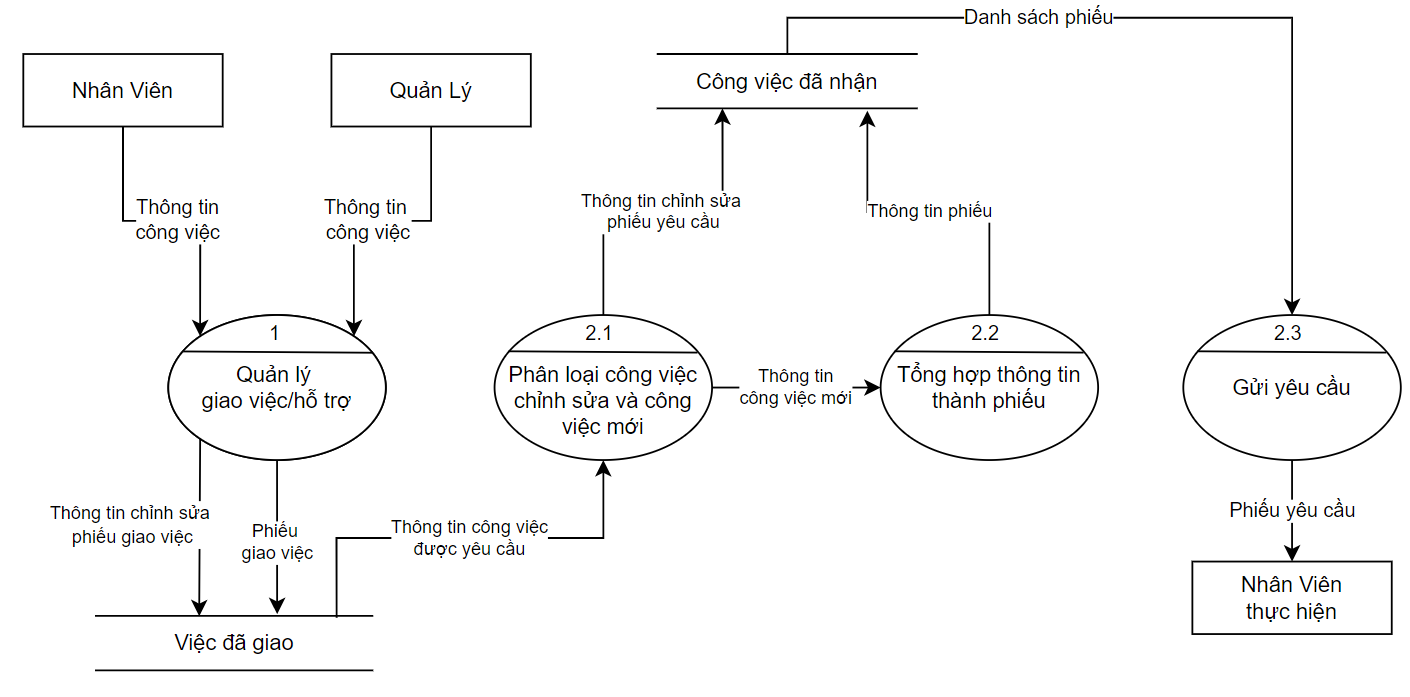 Danh sách phiếu
Nhân Viên
Quản Lý
Công việc đã nhận
Thông tin
công việc
Thông tin
công việc
Thông tin chỉnh sửa
phiếu yêu cầu
Thông tin phiếu
1
Quản lý
giao việc/hỗ trợ
2.1
Phân loại công việc
chỉnh sửa và công
việc mới
Thông tin
công việc mới
2.2
Tổng hợp thông tin
thành phiếu
2.3
Gửi yêu cầu
Thông tin chỉnh sửa
phiếu giao việc
Phiếu
giao việc
Thông tin công việc
được yêu cầu
Phiếu yêu cầu
Nhân Viên
thực hiện
Việc đã giao